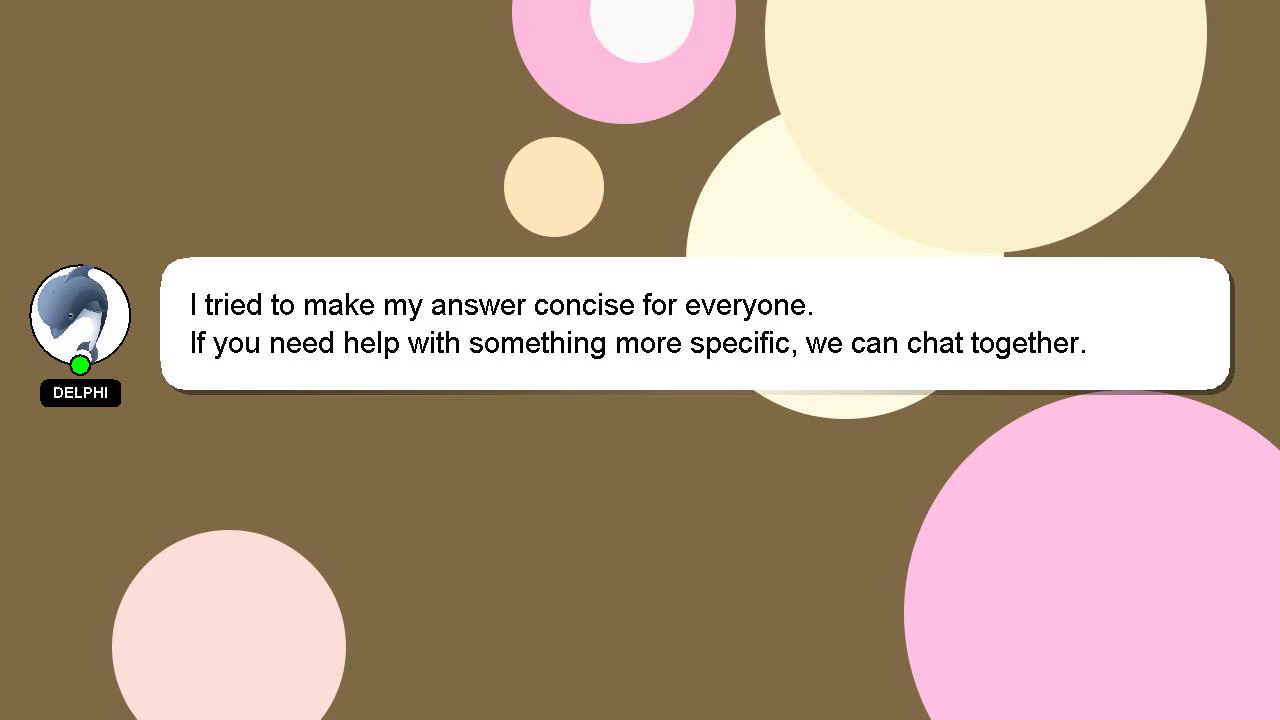 I tried to make my answer concise for everyone.
If you need help with something more specific, we can chat together.
DELPHI